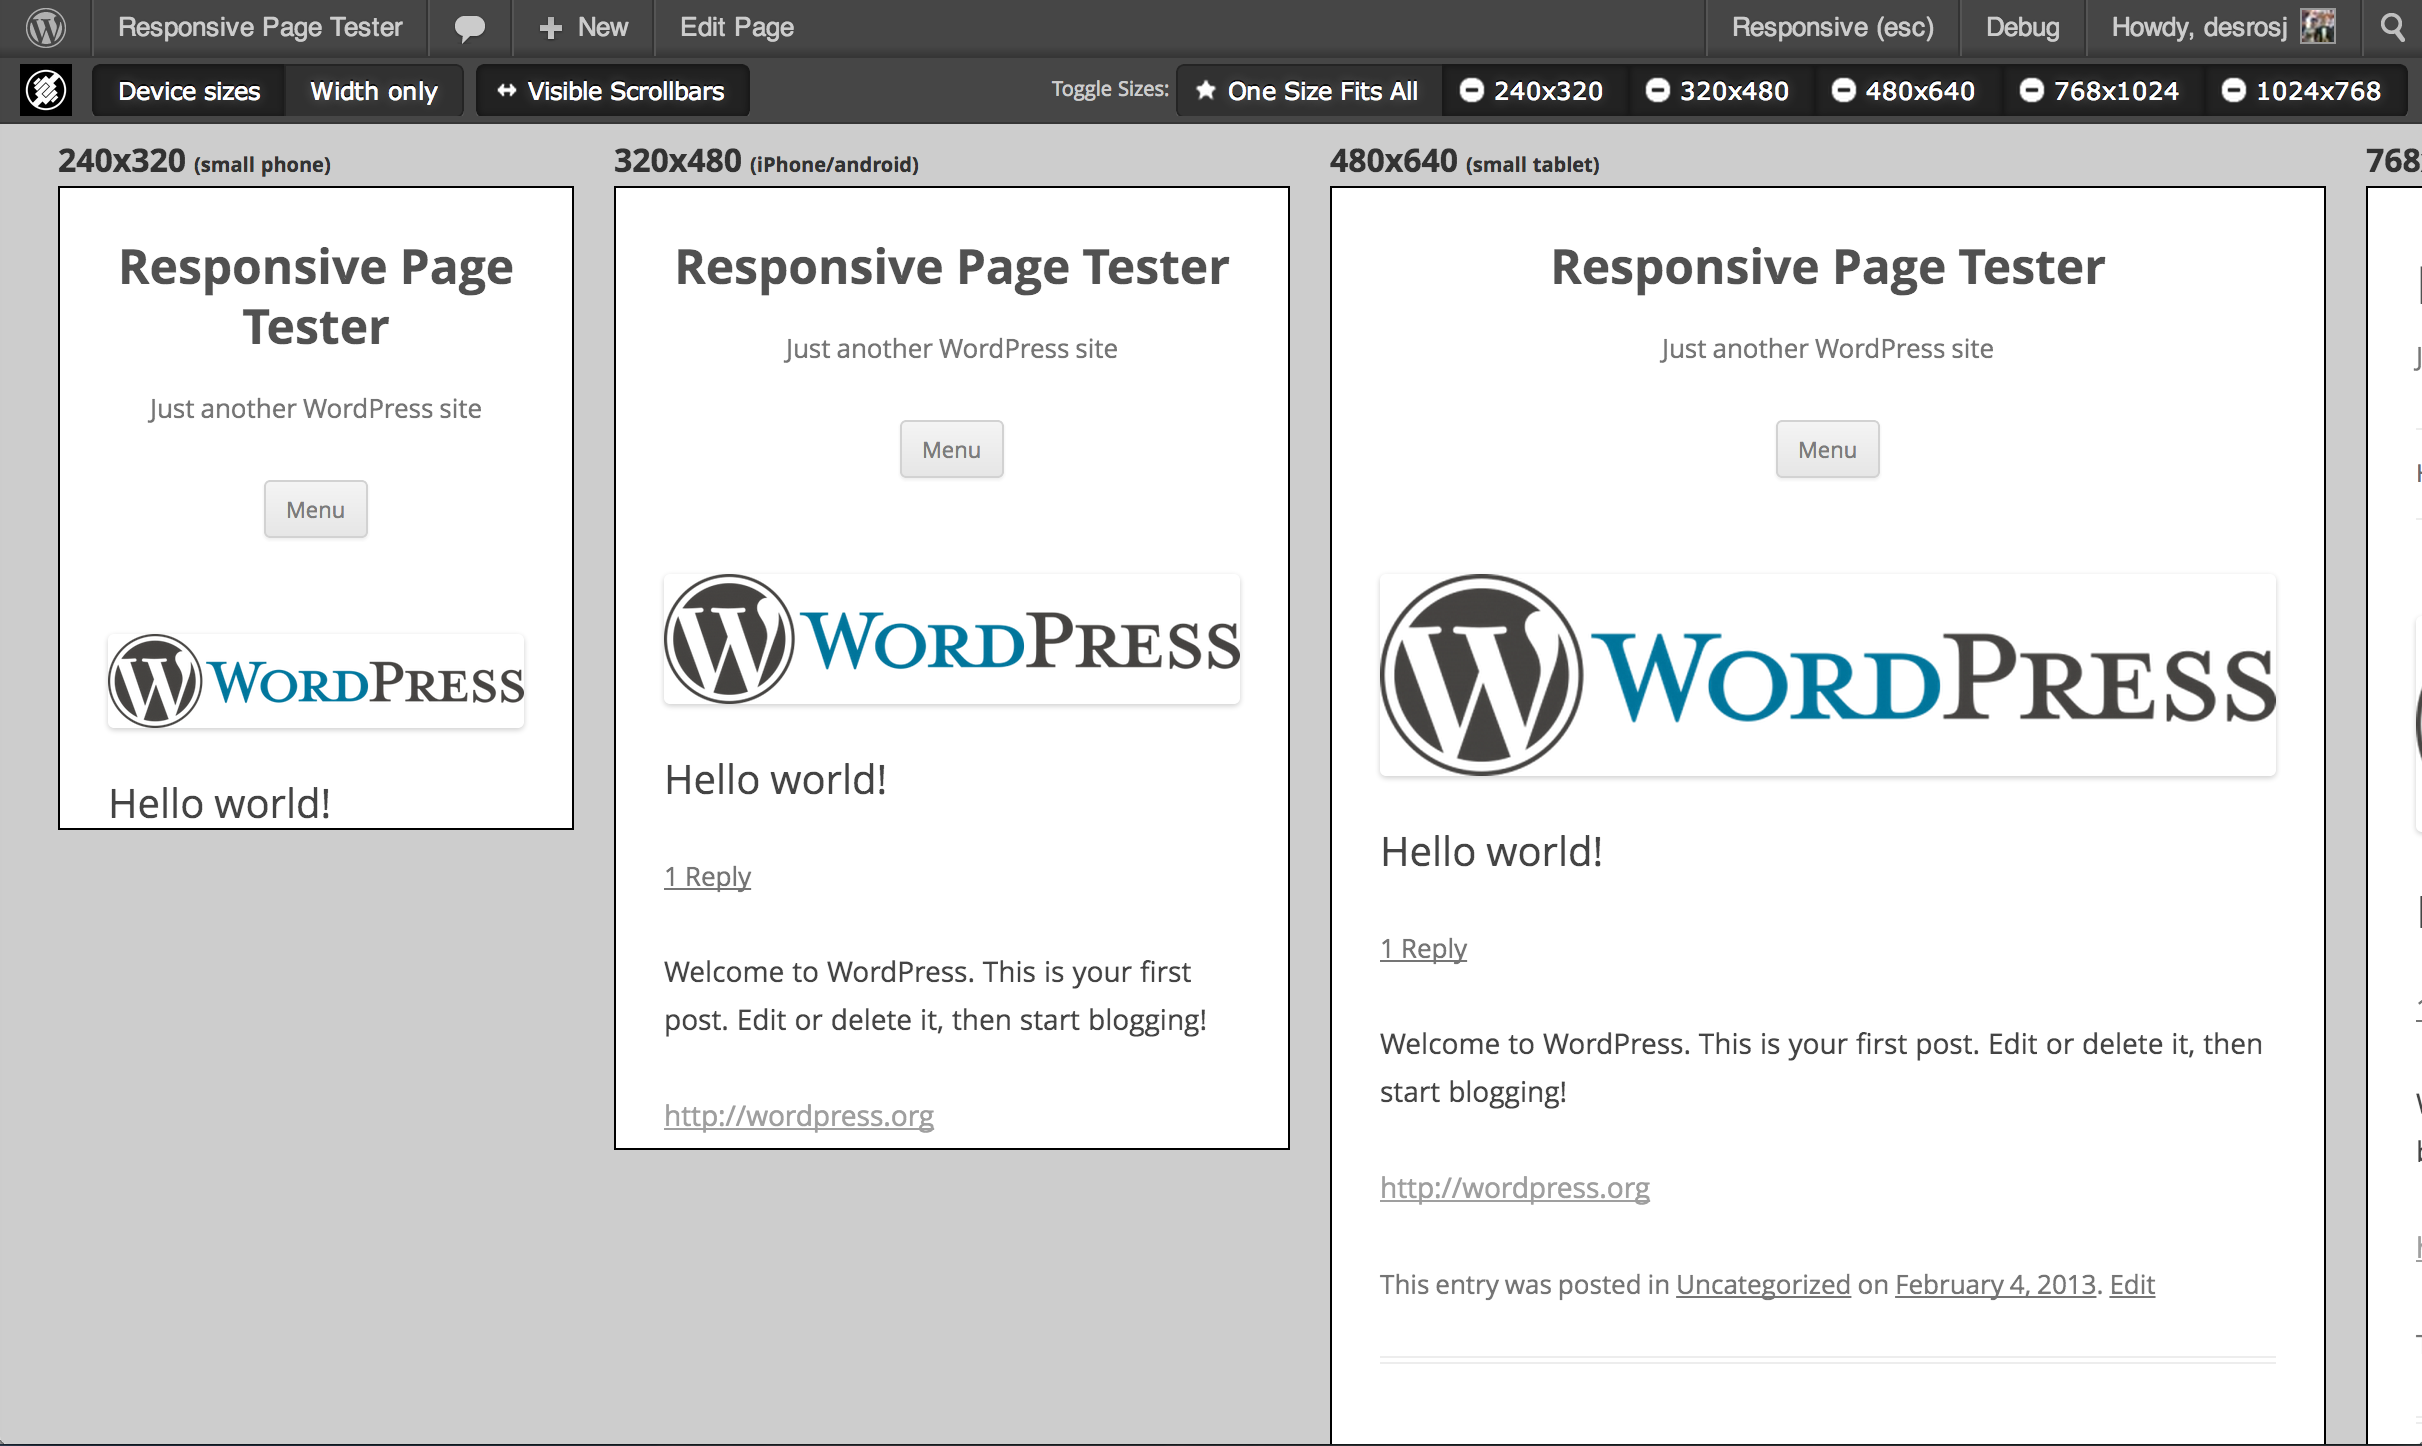 Responsive Page Tester
New
Edit Page
Responsive (esc)
Debug
Howdy, desrosj
Device sizes
Width only
Visible Scrollbars
Toggle Sizes:
One Size Fits All
240x320
320x480
480x640
768x1024
1024x768
240x320 (small phone)
Responsive Page
Tester
Just another WordPress site
Menu
WORDPRESS
Hello world!
320x480 (iPhone/android)
Responsive Page Tester
Just another WordPress site
Menu
WORDPRESS
Hello world!
1 Reply
Welcome to WordPress. This is your first
post. Edit or delete it, then start blogging!
http://wordpress.org
480x640 (small tablet)
Responsive Page Tester
Just another WordPress site
Menu
WORDPRESS
Hello world!
1 Reply
Welcome to WordPress. This is your first post. Edit or delete it, then
start blogging!
http://wordpress.org
This entry was posted in Uncategorized on February 4, 2013. Edit
768